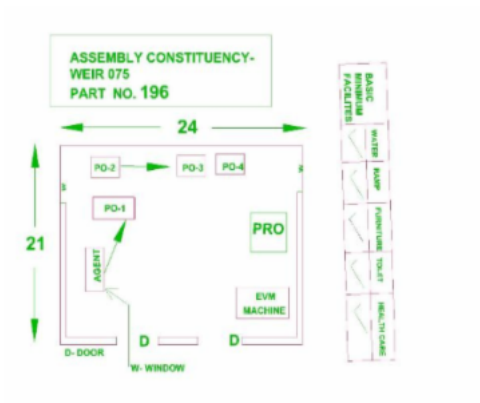 ASSEMBLY CONSTITUENCY-
WEIR 075
PART NO. 196
24
PO-2
PO-3
PO-4
W
W
PO-1
21
PRO
AGENT
EVM
MACHINE
D
D
D- DOOR
W- WINDOW
BASIC
MINIMUM
FACILITES
WATER
RAMP
FURNITURE
TOILET
HEALTH CARE